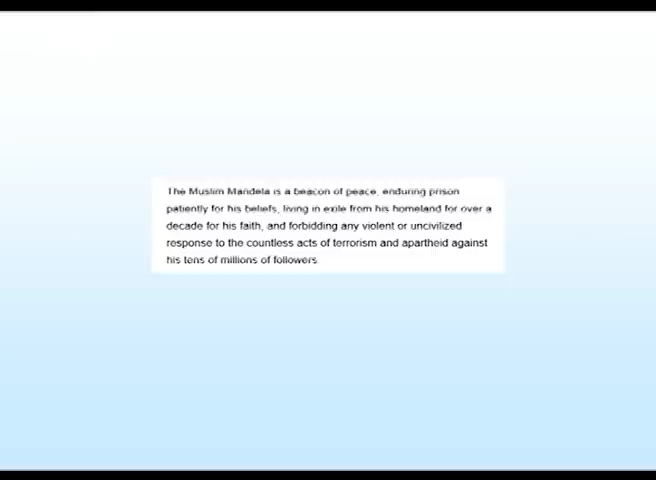 The Muslim Mandela is a beacon of peace, enduring prison
patiently for his beliefs, living in exile from his homeland for over a
decade for his faith, and forbidding any violent or uncivilized
response to the countless acts of terrorism and apartheid against
his tens of millions of followers